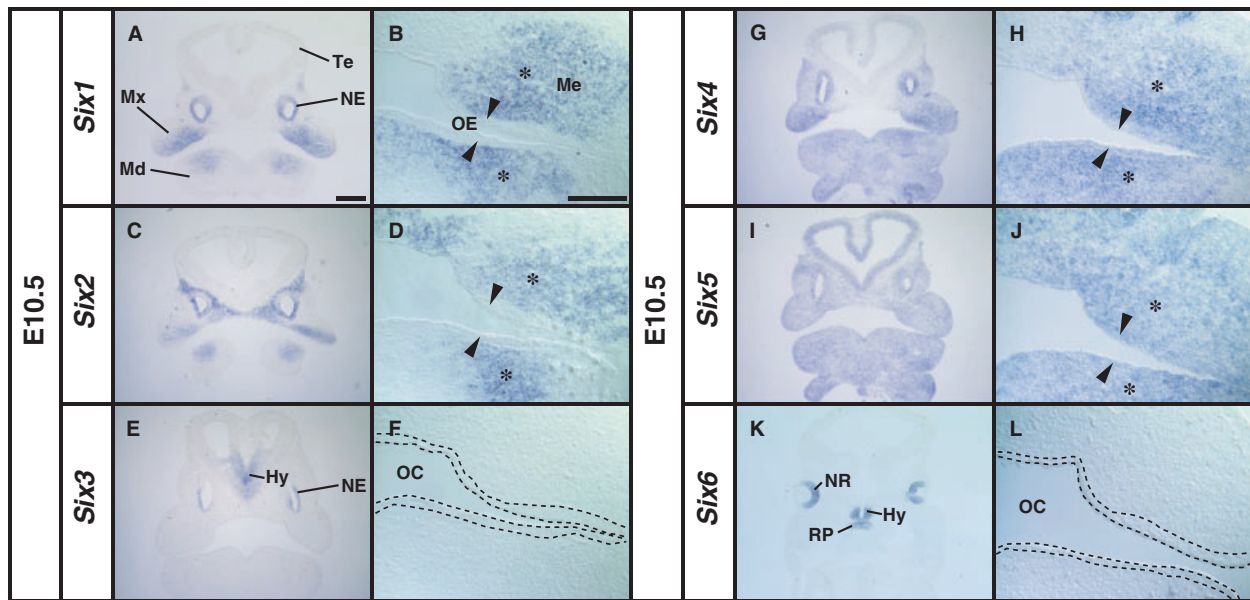 E10.5
Six1
A
Te
NE
Mx
Md
B
*
Me
OE
*
Six2
C
D
*
*
Six3
E
Hy
NE
F
OC
E10.5
Six4
G
H
*
*
Six5
I
J
*
*
Six6
K
NR
Hy
RP
L
OC